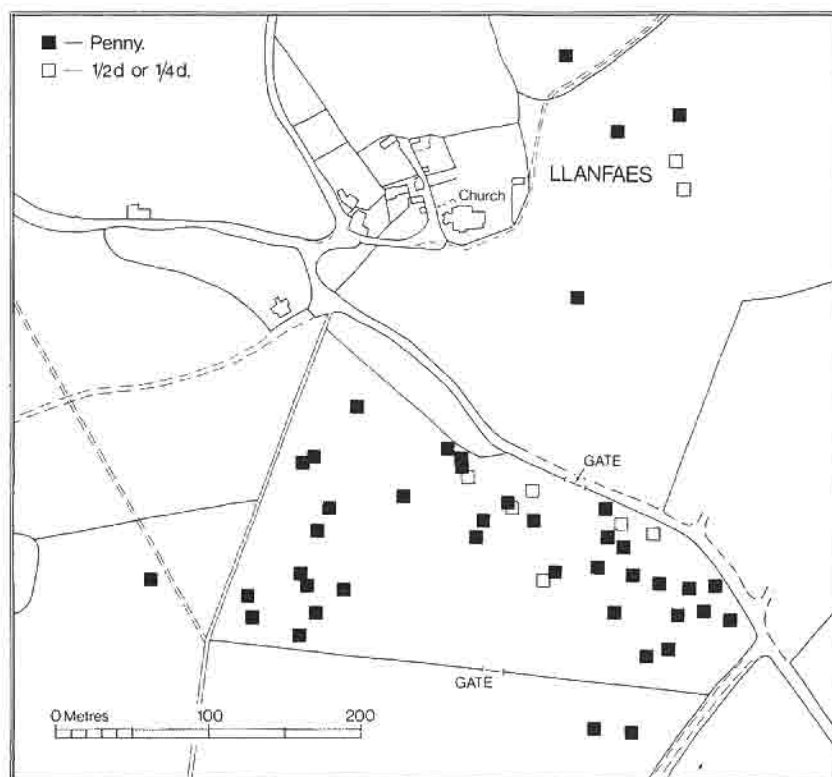 — Penny.
— 1/2d or 1/4d.
LLANFAES
Church
GATE
GATE
0 Metres 100 200